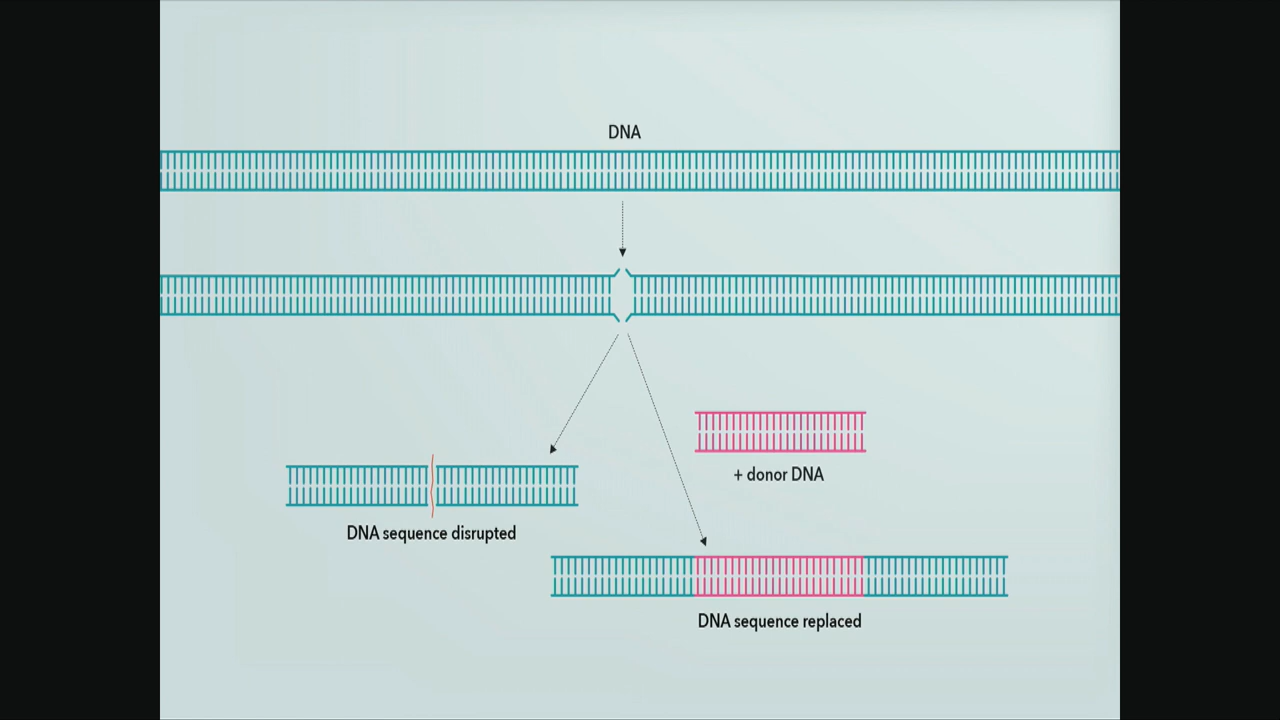 DNA
+ donor DNA
DNA sequence disrupted
DNA sequence replaced